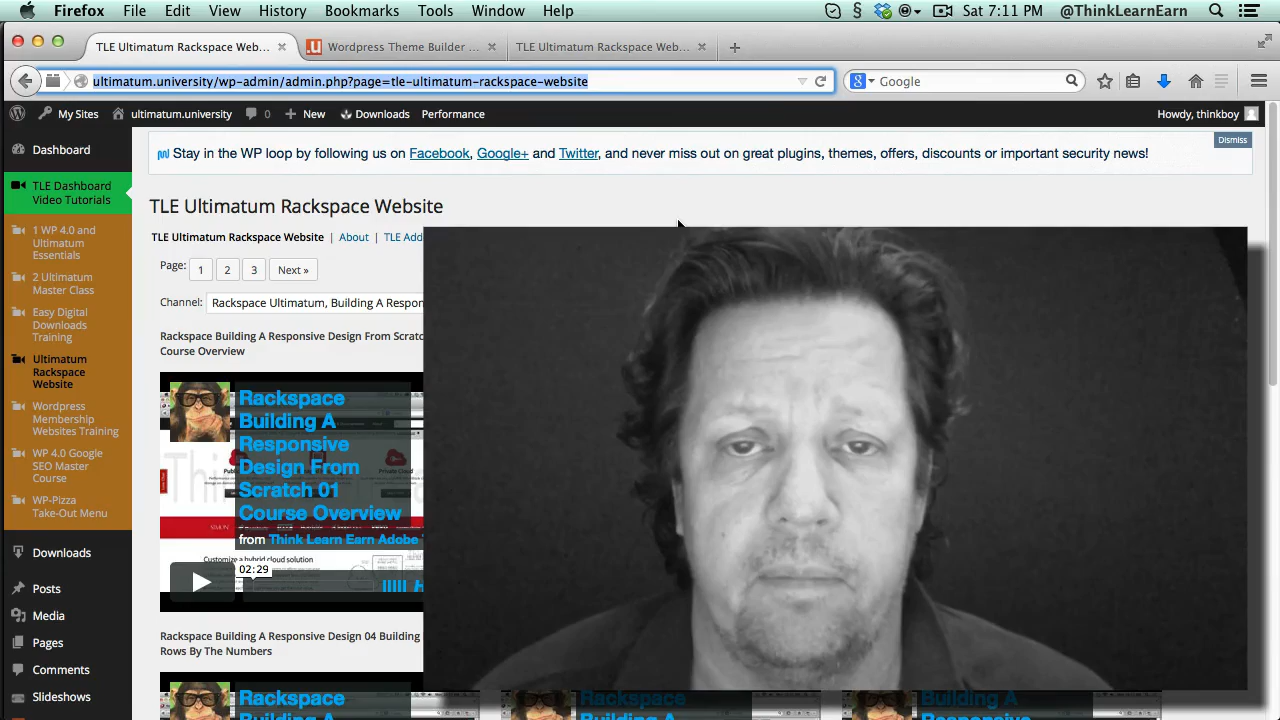 Firefox File Edit View History Bookmarks Tools Window Help Sat 7:11 PM @ThinkLearnEarn
TLE Ultimatum Rackspace Web... Wordpress Theme Builder ... TLE Ultimatum Rackspace Web...
ultimatum.university/wp-admin/admin.php?page=tle-ultimatum-rackspace-website Google
My Sites ultimatum.university 0 New Downloads Performance Howdy, thinkboy
Dashboard
TLE Dashboard
Video Tutorials
1 WP 4.0 and
Ultimatum
Essentials
2 Ultimatum
Master Class
Easy Digital
Downloads
Training
Ultimatum
Rackspace
Website
Wordpress
Membership
Websites Training
WP 4.0 Google
SEO Master
Course
WP-Pizza
Take-Out Menu
Downloads
Posts
Media
Pages
Comments
Slideshows
Stay in the WP loop by following us on Facebook, Google+ and Twitter, and never miss out on great plugins, themes, offers, discounts or important security news!
Dismiss
TLE Ultimatum Rackspace Website
TLE Ultimatum Rackspace Website | About | TLE Add
Page: 1 2 3 Next »
Channel: Rackspace Ultimatum, Building A Respon
Rackspace Building A Responsive Design From Scratch
Course Overview
Rackspace
Building A
Responsive
Design From
Scratch 01
Course Overview
from Think Learn Earn Adobe
Customize a hybrid cloud solution
02:29
Rackspace Building A Responsive Design 04 Building
Rows By The Numbers
Rackspace